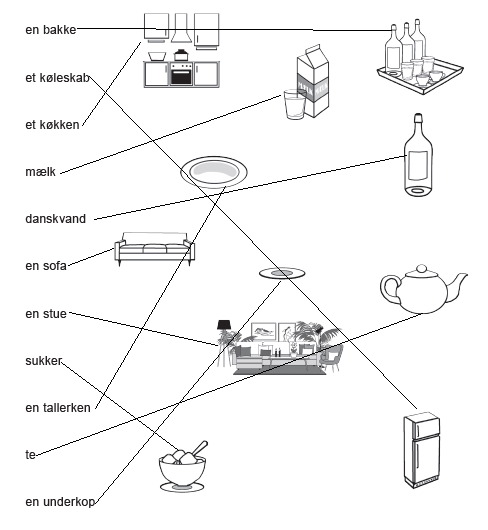 en bakke
et køleskab
et køkken
mælk
danskvand
en sofa
en stue
sukker
en tallerken
te
en underkop